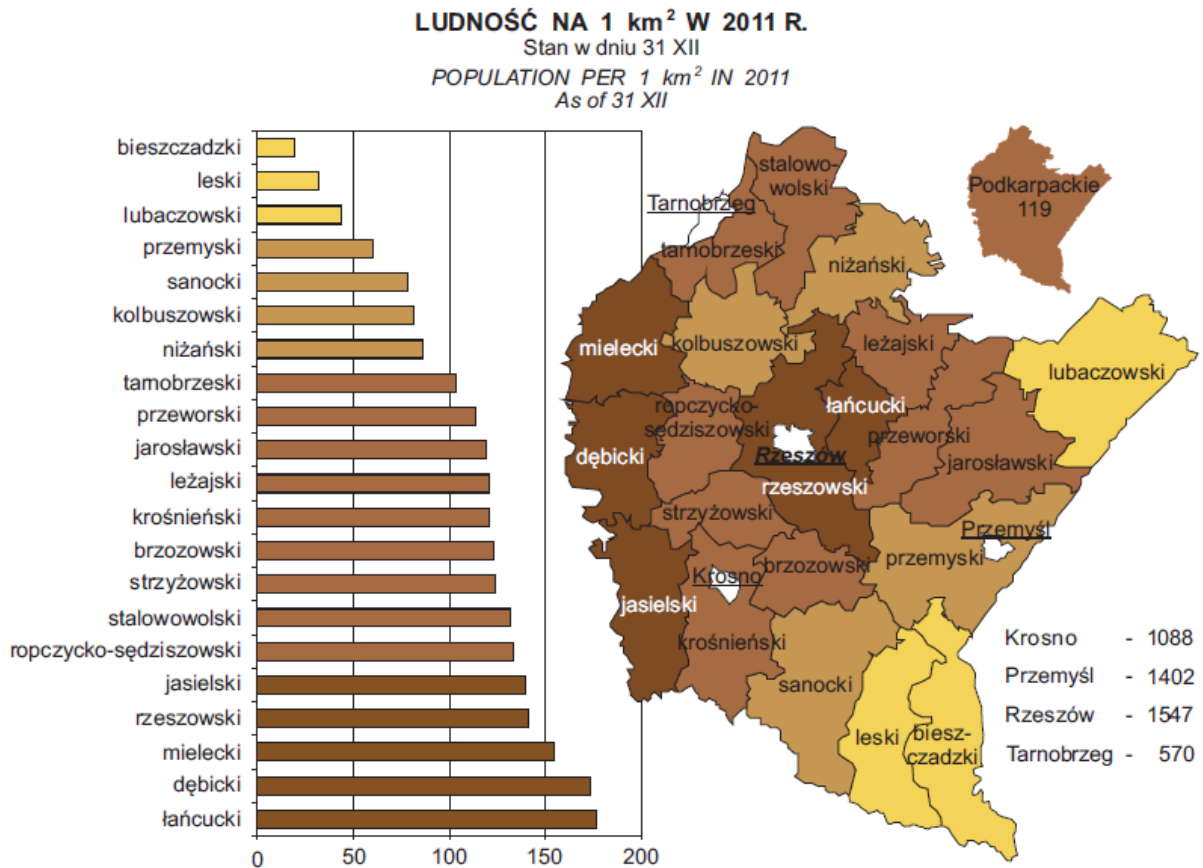 LUDNOŚĆ NA 1 km² W 2011 R.
Stan w dniu 31 XII
POPULATION PER 1 km² IN 2011
As of 31 XII
bieszczadzki
leski
lubaczowski
przemyski
sanocki
kolbuszowski
niżański
tarnobrzeski
przeworski
jarosławski
leżajski
krośnieński
brzozowski
strzyżowski
stalowowolski
ropczycko-sędziszowski
jasielski
rzeszowski
mielecki
dębicki
łańcucki
0 50 100 150 200
stalowo-
wolski
Tarnobrzeg
tarnobrzeski
niżański
Podkarpackie
119
mielecki
kolbuszowski
leżajski
lubaczowski
ropczycko-
sędziszowski
łańcucki
dębicki
Rzeszów
przeworski
jarosławski
rzeszowski
strzyżowski
Przemyśl
przemyski
Krosno
brzozowski
jasielski
krośnieński
sanocki
leski
biesz-
czadzki
Krosno - 1088
Przemyśl - 1402
Rzeszów - 1547
Tarnobrzeg - 570